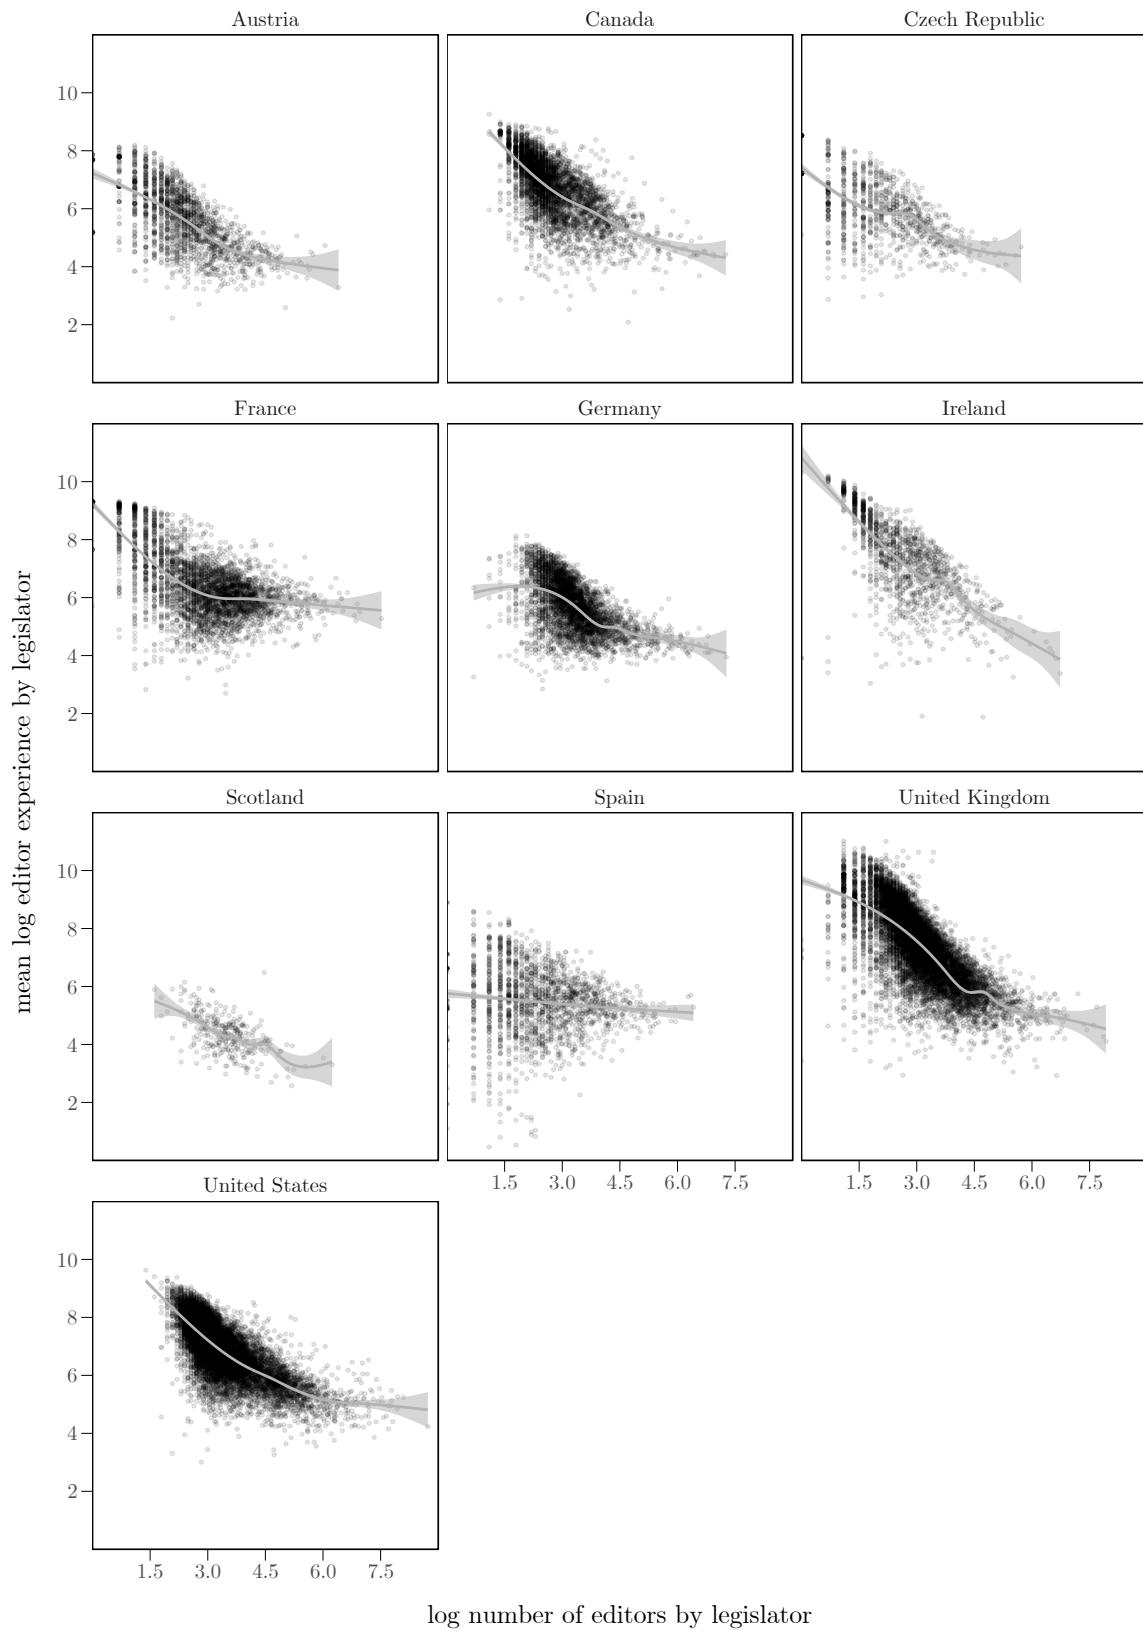 Austria Canada Czech Republic
10
8
6
4
2
France Germany Ireland
10
8
6
4
2
mean log editor experience by legislator
Scotland Spain United Kingdom
10
8
6
4
2
1.5 3.0 4.5 6.0 7.5 1.5 3.0 4.5 6.0 7.5
United States
10
8
6
4
2
1.5 3.0 4.5 6.0 7.5
log number of editors by legislator